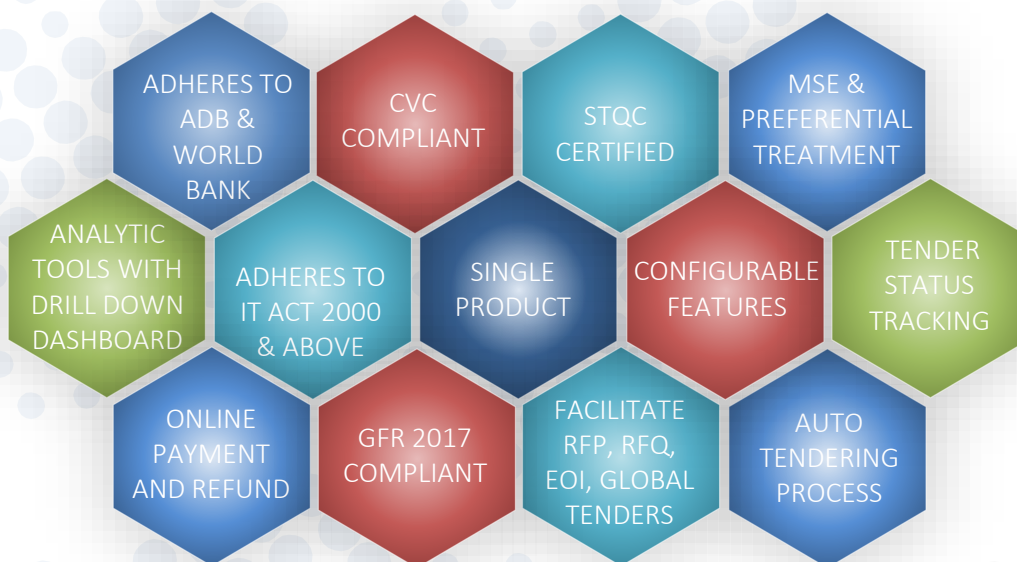 ADHERES TO
ADB &
WORLD
BANK
CVC
COMPLIANT
STQC
CERTIFIED
MSE &
PREFERENTIAL
TREATMENT
ANALYTIC
TOOLS WITH
DRILL DOWN
DASHBOARD
ADHERES TO
IT ACT 2000
& ABOVE
SINGLE
PRODUCT
CONFIGURABLE
FEATURES
TENDER
STATUS
TRACKING
ONLINE
PAYMENT
AND REFUND
GFR 2017
COMPLIANT
FACILITATE
RFP, RFQ,
EOI, GLOBAL
TENDERS
AUTO
TENDERING
PROCESS